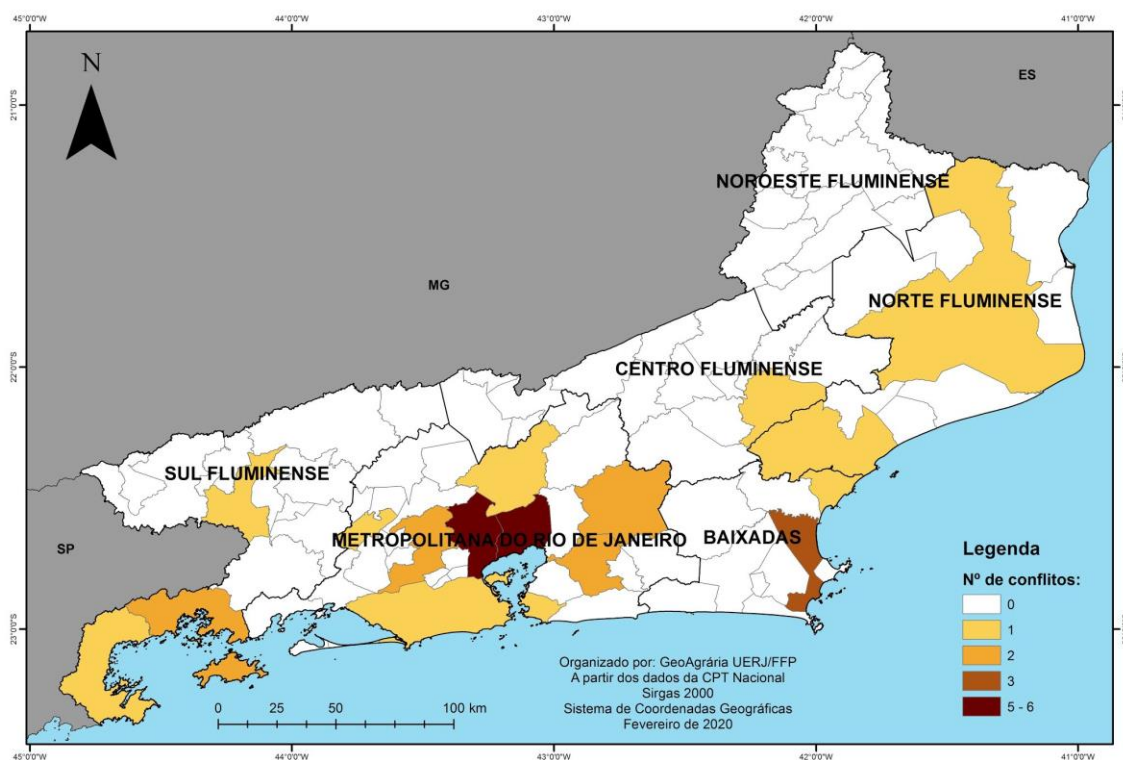 45°0'0"W 44°0'0"W 43°0'0"W 42°0'0"W 41°0'0"W
N
ES
21°0'0"S
NOROESTE FLUMINENSE
MG
NORTE FLUMINENSE
22°0'0"S
CENTRO FLUMINENSE
SUL FLUMINENSE
METROPOLITANA DO RIO DE JANEIRO
BAIXADAS
SP
Legenda
Nº de conflitos:
0
1
2
3
5 - 6
23°0'0"S
Organizado por: GeoAgrária UERJ/FFP
A partir dos dados da CPT Nacional
Sirgas 2000
Sistema de Coordenadas Geográficas
Fevereiro de 2020
0 25 50 100 km
45°0'0"W 44°0'0"W 43°0'0"W 42°0'0"W 41°0'0"W